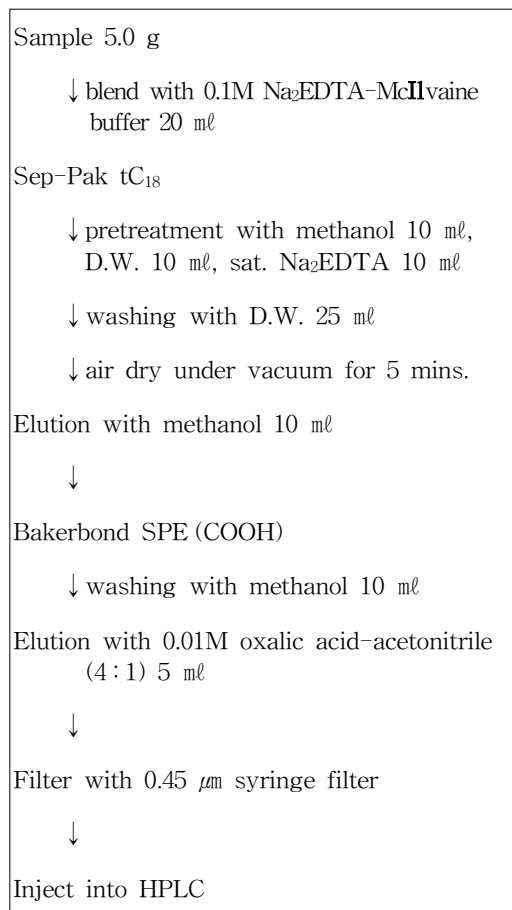 Sample 5.0 g
↓ blend with 0.1M Na₂EDTA-McIlvaine
buffer 20 ㎖
Sep-Pak tC₁₈
↓ pretreatment with methanol 10 ㎖,
D.W. 10 ㎖, sat. Na₂EDTA 10 ㎖
↓ washing with D.W. 25 ㎖
↓ air dry under vacuum for 5 mins.
Elution with methanol 10 ㎖
↓
Bakerbond SPE (COOH)
↓ washing with methanol 10 ㎖
Elution with 0.01M oxalic acid-acetonitrile
(4 : 1) 5 ㎖
↓
Filter with 0.45 ㎛ syringe filter
↓
Inject into HPLC